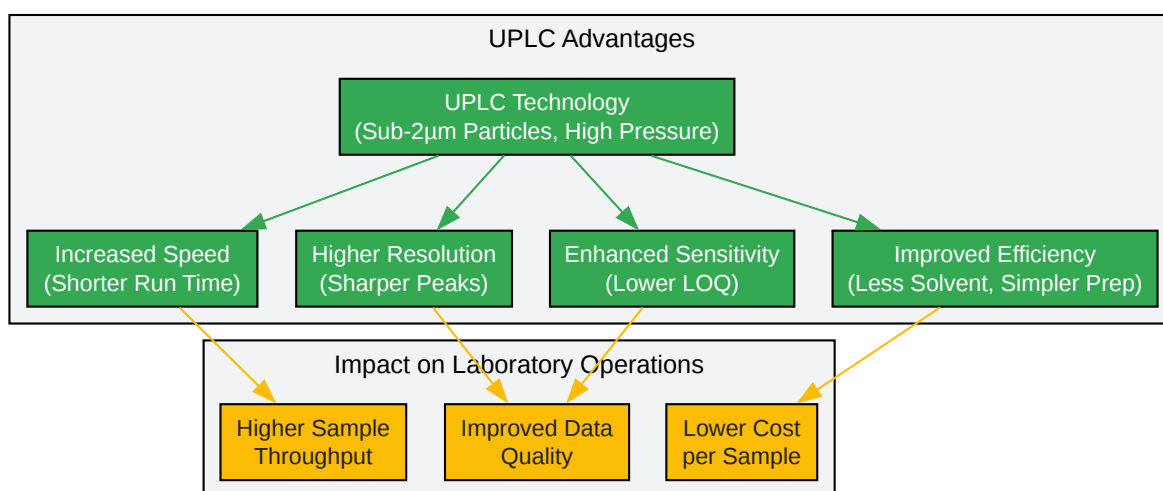 UPLC Advantages
UPLC Technology
(Sub-2µm Particles, High Pressure)
Increased Speed
(Shorter Run Time)
Higher Resolution
(Sharper Peaks)
Enhanced Sensitivity
(Lower LOQ)
Improved Efficiency
(Less Solvent, Simpler Prep)
Impact on Laboratory Operations
Higher Sample
Throughput
Improved Data
Quality
Lower Cost
per Sample